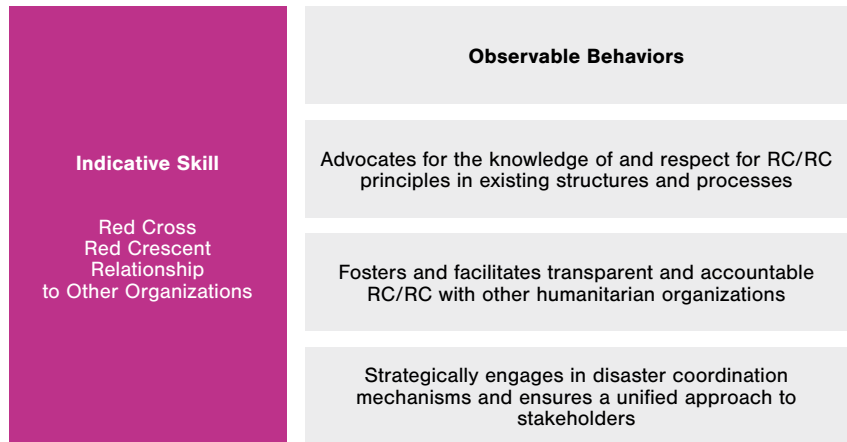 Indicative Skill
Red Cross
Red Crescent
Relationship
to Other Organizations
Observable Behaviors
Advocates for the knowledge of and respect for RC/RC
principles in existing structures and processes
Fosters and facilitates transparent and accountable
RC/RC with other humanitarian organizations
Strategically engages in disaster coordination
mechanisms and ensures a unified approach to
stakeholders